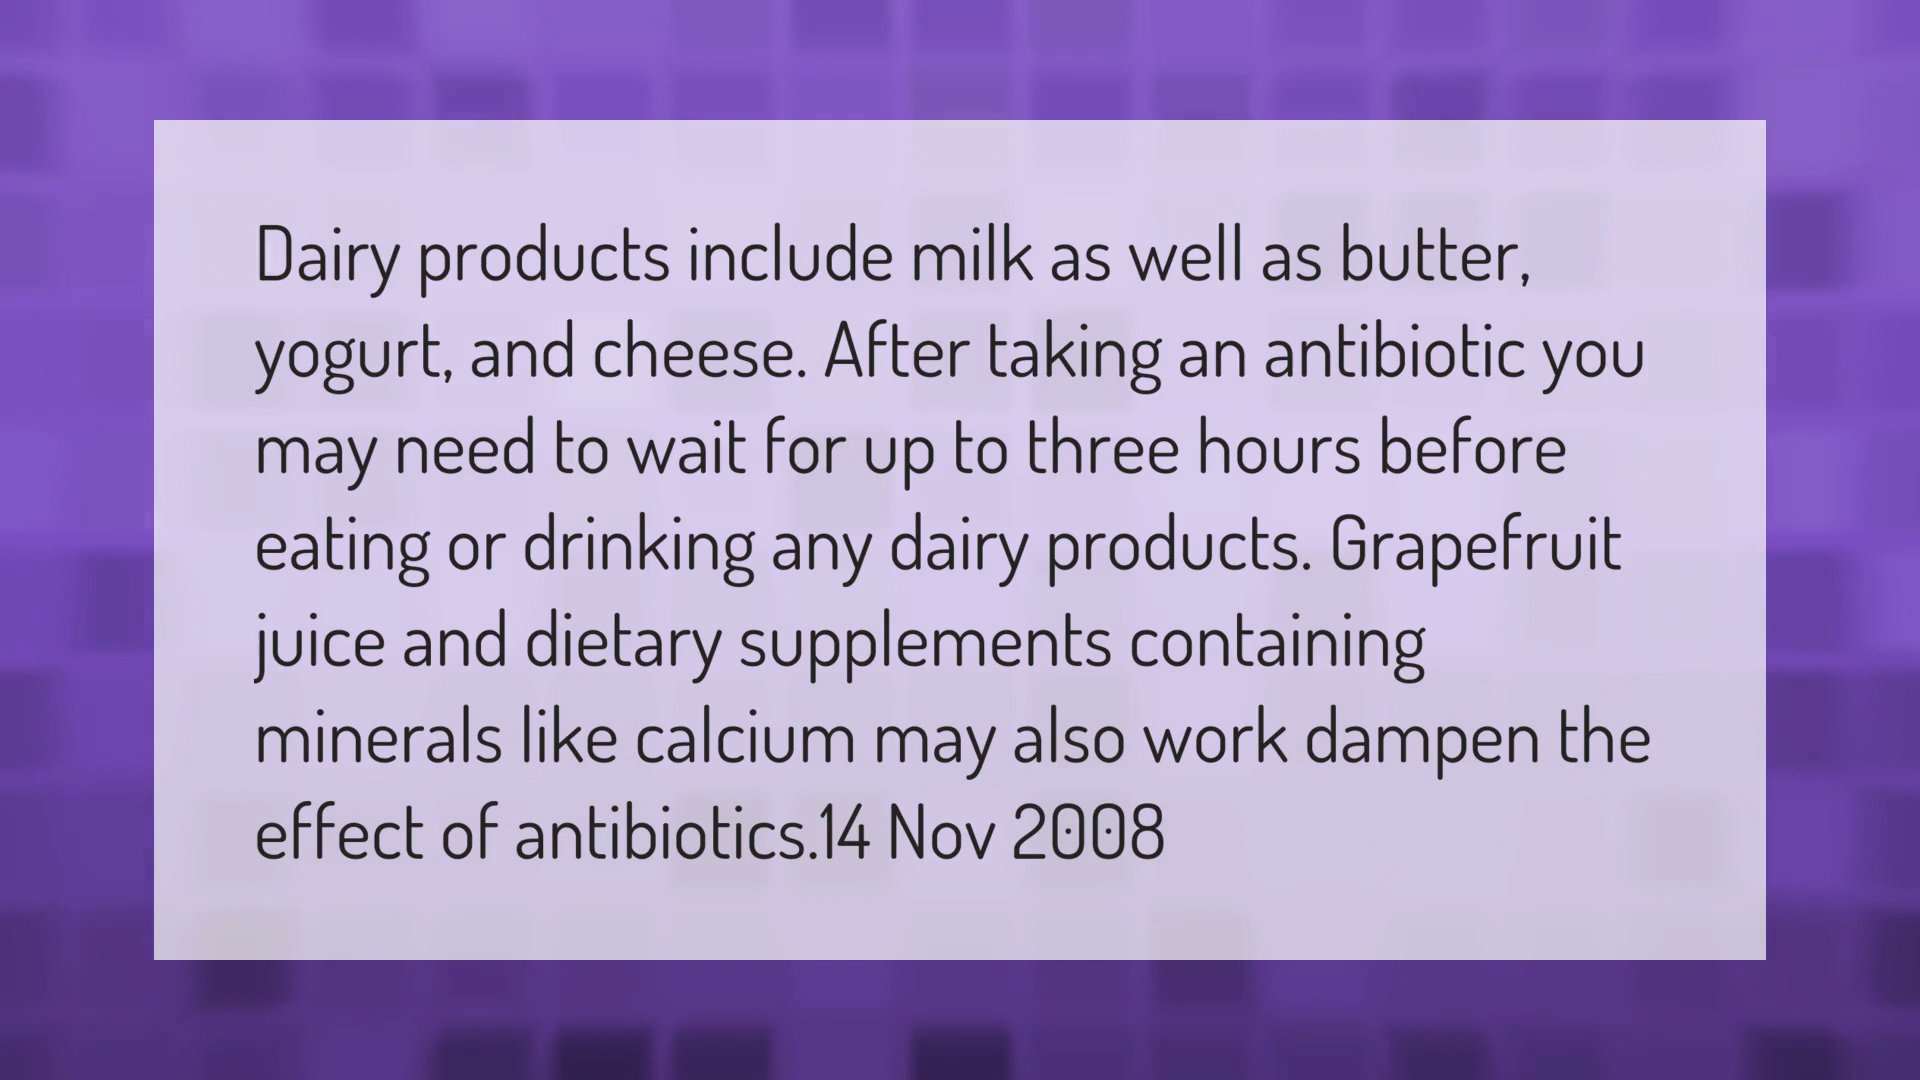 Dairy products include milk as well as butter,
yogurt, and cheese. After taking an antibiotic you
may need to wait for up to three hours before
eating or drinking any dairy products. Grapefruit
juice and dietary supplements containing
minerals like calcium may also work dampen the
effect of antibiotics.14 Nov 2008